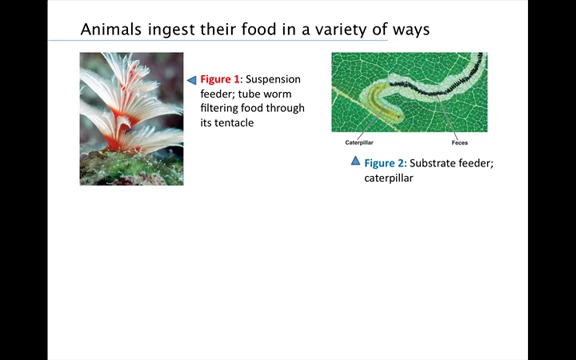 Animals ingest their food in a variety of ways
Figure 1: Suspension
feeder; tube worm
filtering food through
its tentacle
Caterpillar
Feces
Figure 2: Substrate feeder;
caterpillar